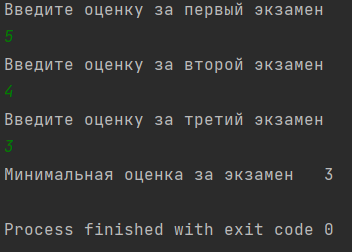 Введите оценку за первый экзамен
5
Введите оценку за второй экзамен
4
Введите оценку за третий экзамен
3
Минимальная оценка за экзамен   3
Process finished with exit code 0